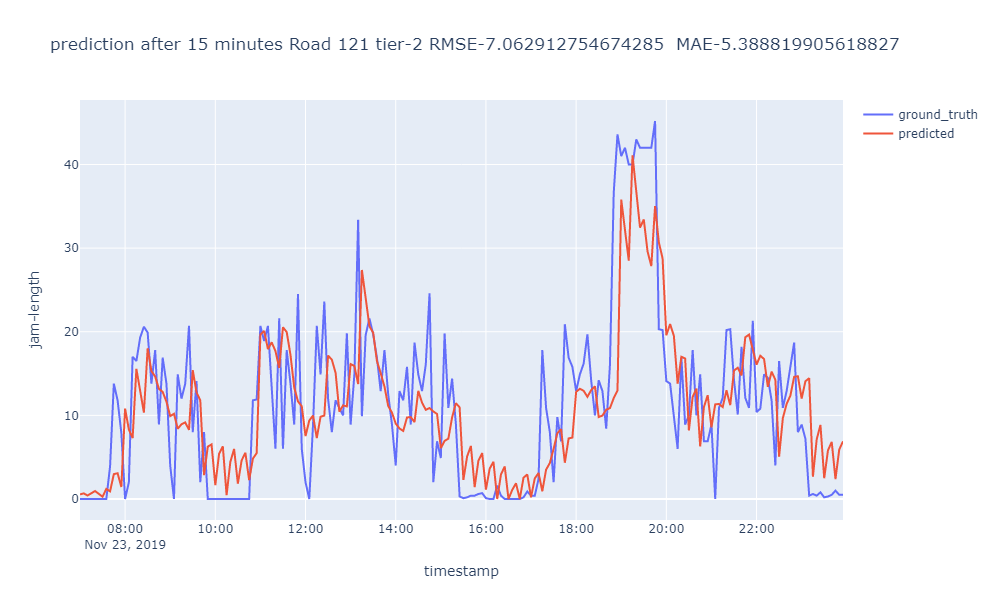 prediction after 15 minutes Road 121 tier-2 RMSE-7.062912754674285  MAE-5.388819905618827
ground_truth
predicted
40
30
20
10
0
jam-length
08:00 10:00 12:00 14:00 16:00 18:00 20:00 22:00
Nov 23, 2019
timestamp